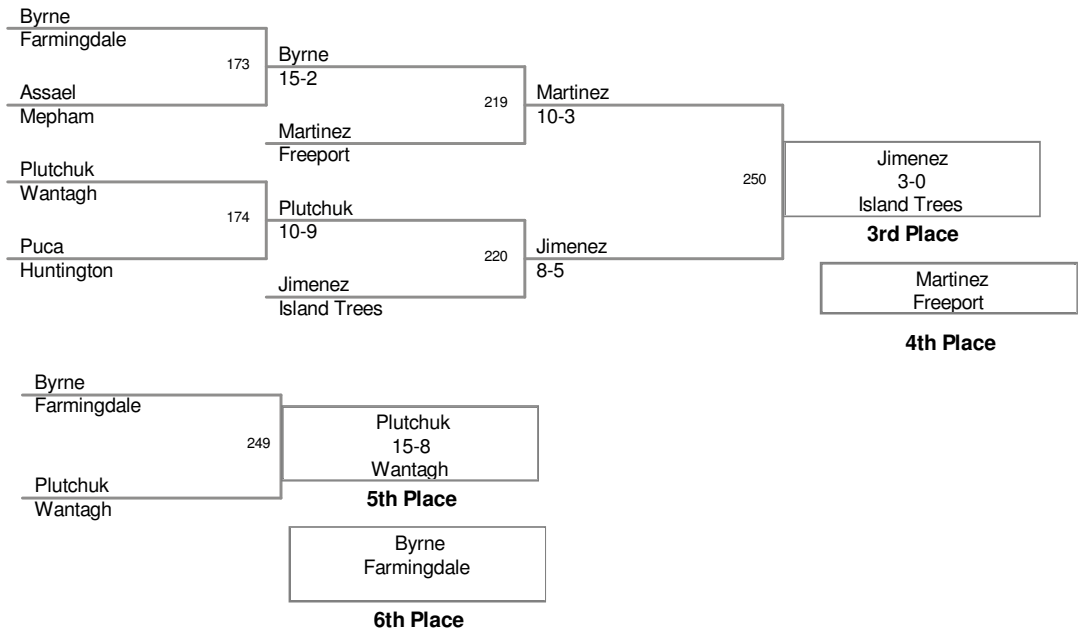 Byrne
Farmingdale
173
Assael
Mepham
Byrne
15-2
219
Martinez
Freeport
Martinez
10-3
Plutchuk
Wantagh
174
Puca
Huntington
Plutchuk
10-9
220
Jimenez
Island Trees
Jimenez
8-5
250
Jimenez
3-0
Island Trees
3rd Place
Martinez
Freeport
4th Place
Byrne
Farmingdale
249
Plutchuk
Wantagh
Plutchuk
15-8
Wantagh
5th Place
Byrne
Farmingdale
6th Place